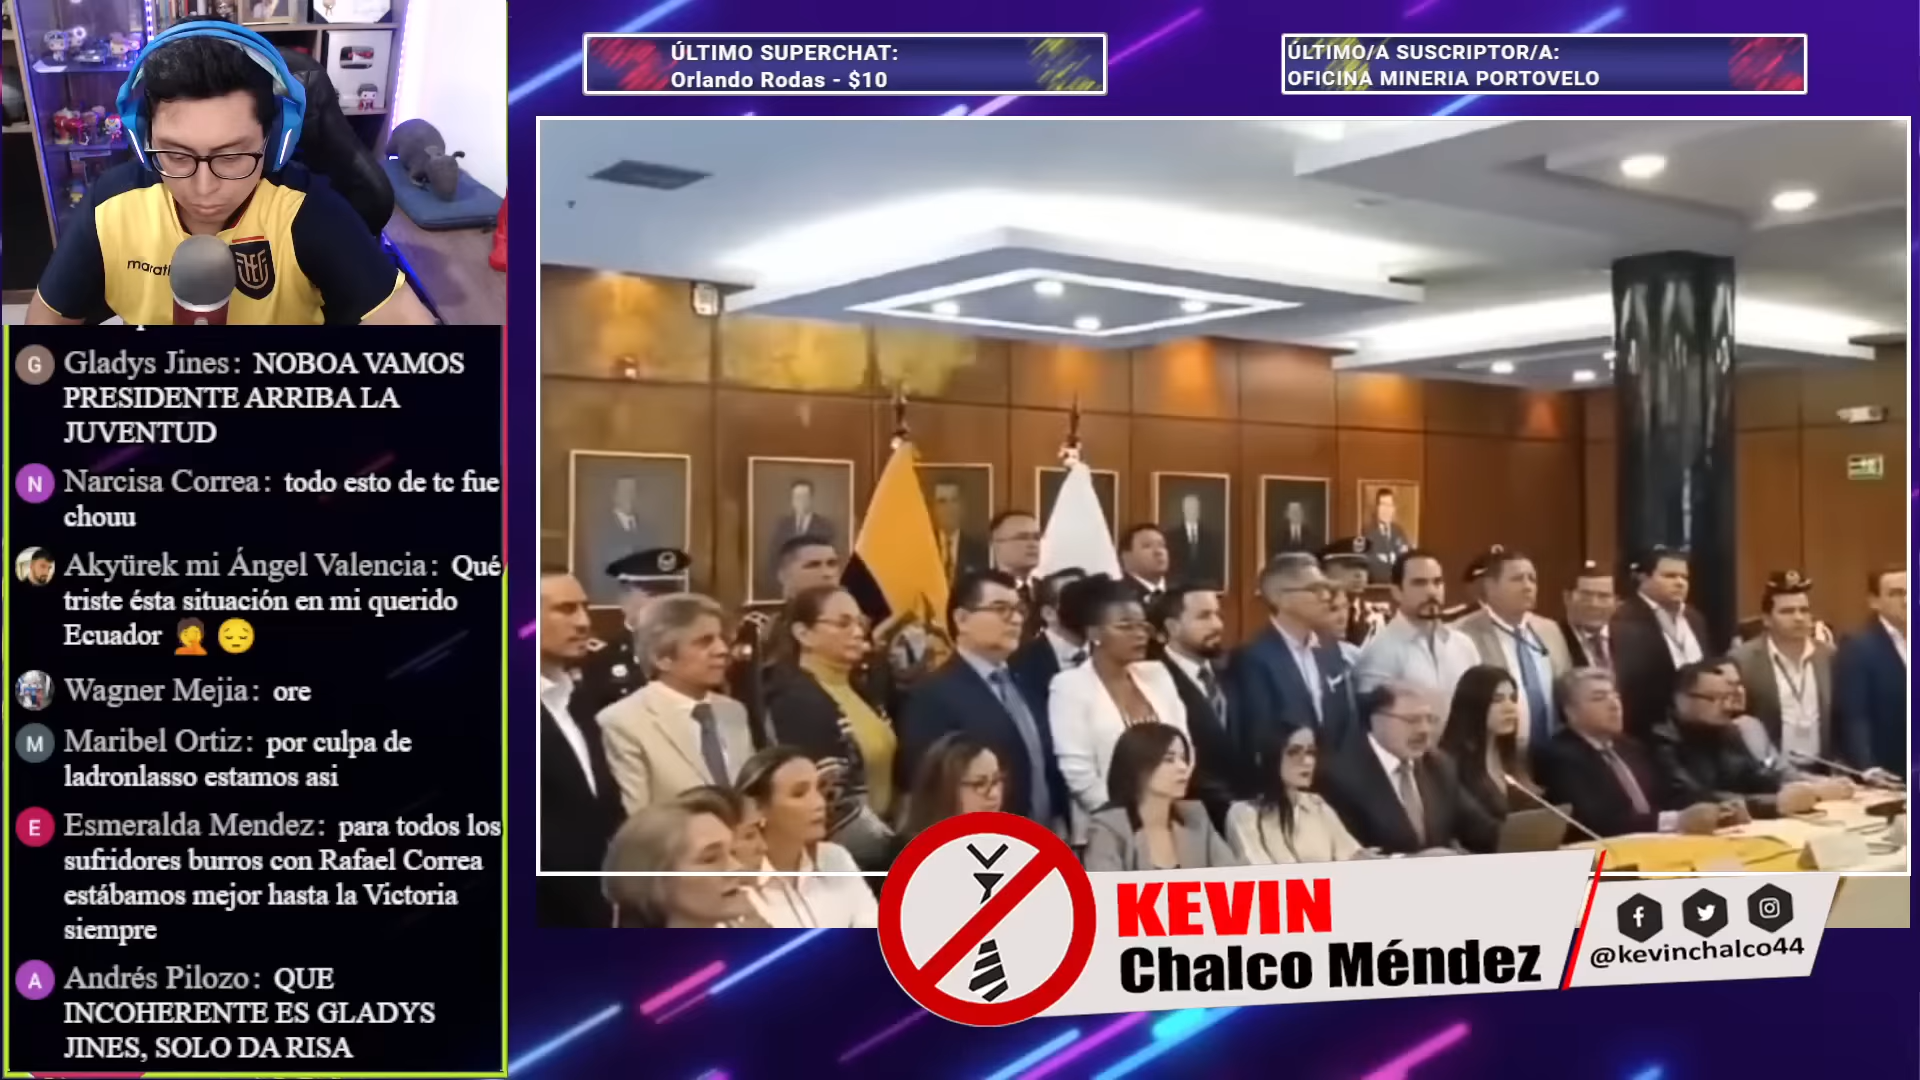 ÚLTIMO SUPERCHAT:
Orlando Rodas - $10
ÚLTIMO/A SUSCRIPTOR/A:
OFICINA MINERIA PORTOVELO
G Gladys Jines: NOBOA VAMOS
PRESIDENTE ARRIBA LA
JUVENTUD
N Narcisa Correa: todo esto de tc fue
chouu
Akyürek mi Ángel Valencia: Qué
triste ésta situación en mi querido
Ecuador 🤦 😔
Wagner Mejia: ore
M Maribel Ortiz: por culpa de
ladronlasso estamos asi
E Esmeralda Mendez: para todos los
sufridores burros con Rafael Correa
estábamos mejor hasta la Victoria
siempre
A Andrés Pilozo: QUE
INCOHERENTE ES GLADYS
JINES, SOLO DA RISA
KEVIN
Chalco Méndez
@kevinchalco44